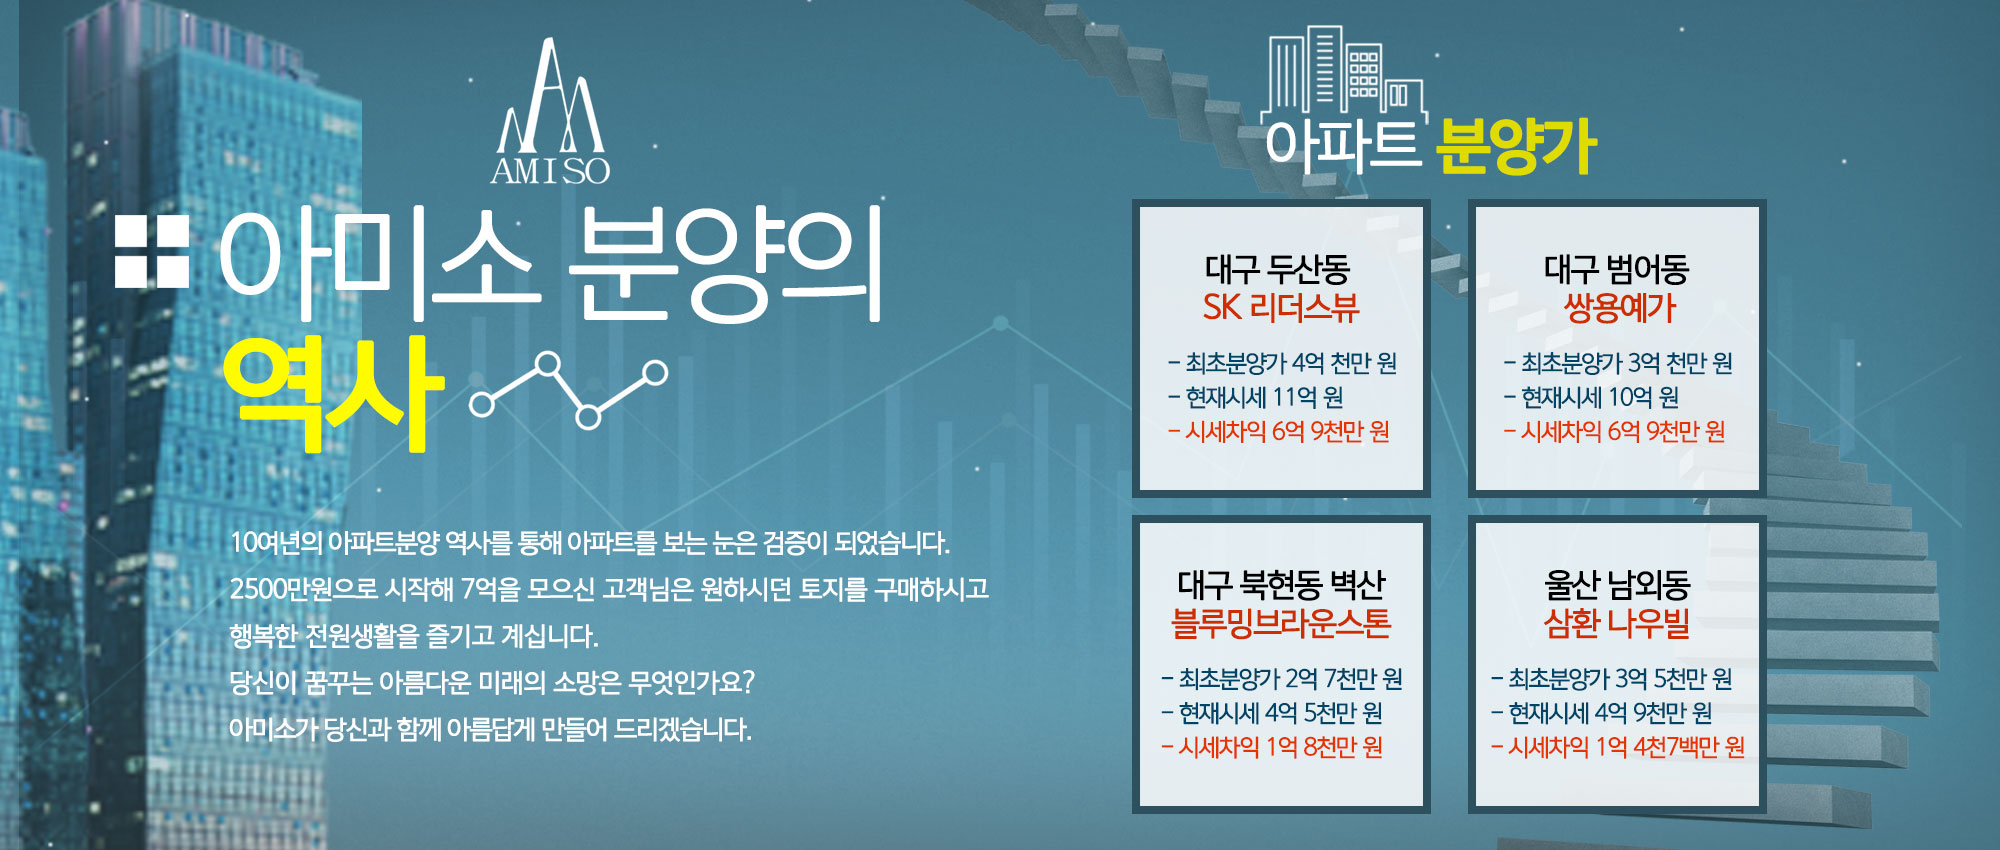 AMISO
아미소 분양의
역사
10여년의 아파트분양 역사를 통해 아파트를 보는 눈은 검증이 되었습니다.
2500만원으로 시작해 7억을 모으신 고객님은 원하시던 토지를 구매하시고
행복한 전원생활을 즐기고 계십니다.
당신이 꿈꾸는 아름다운 미래의 소망은 무엇인가요?
아미소가 당신과 함께 아름답게 만들어 드리겠습니다.
아파트 분양가
대구 두산동
SK 리더스뷰
- 최초분양가 4억 천만 원
- 현재시세 11억 원
- 시세차익 6억 9천만 원
대구 범어동
쌍용예가
- 최초분양가 3억 천만 원
- 현재시세 10억 원
- 시세차익 6억 9천만 원
대구 북현동 벽산
블루밍브라운스톤
- 최초분양가 2억 7천만 원
- 현재시세 4억 5천만 원
- 시세차익 1억 8천만 원
울산 남외동
삼환 나우빌
- 최초분양가 3억 5천만 원
- 현재시세 4억 9천만 원
- 시세차익 1억 4천7백만 원